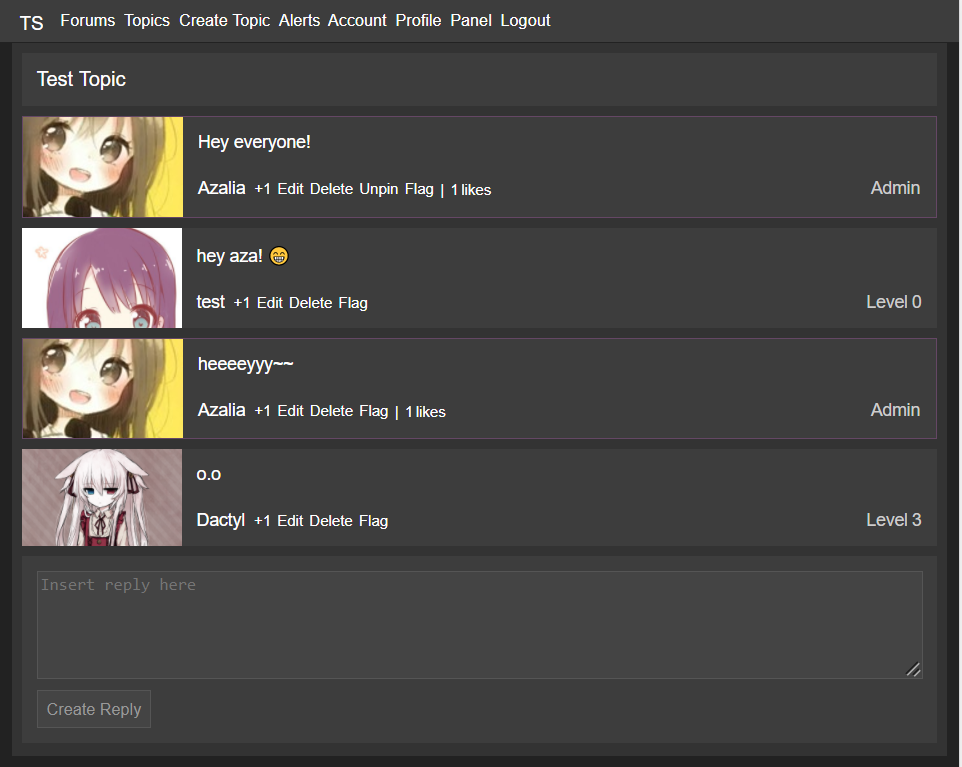 TS Forums Topics Create Topic Alerts Account Profile Panel Logout
Test Topic
Hey everyone!
Azalia +1 Edit Delete Unpin Flag | 1 likes Admin
hey aza! 😁
test +1 Edit Delete Flag Level 0
heeeeyyy~~
Azalia +1 Edit Delete Flag | 1 likes Admin
o.o
Dactyl +1 Edit Delete Flag Level 3
Insert reply here
Create Reply